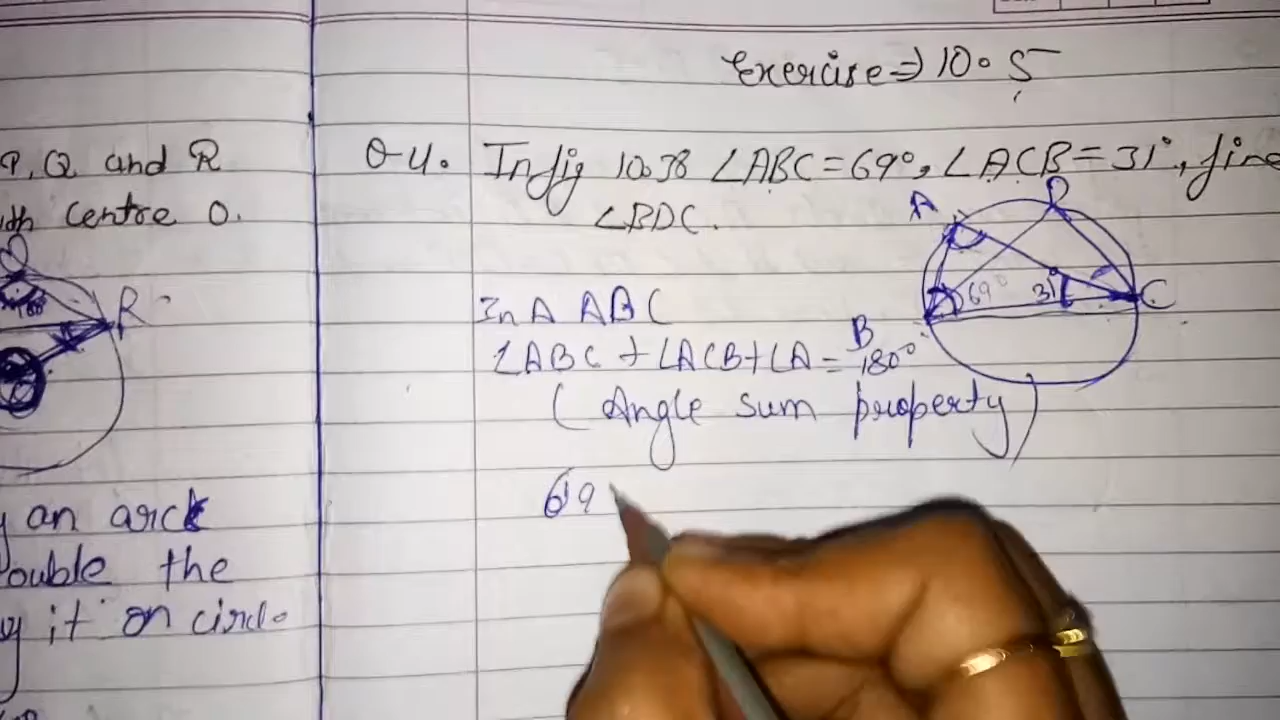 Exercise ⇒ 10.5
P, Q and R
with Centre O.
Q
R
an arc
double the
it on circle
Q4. In fig 10.38 ∠ABC = 69°, ∠ACB = 31°, find
∠BDC.
A
D
69°
31°
C
B
In Δ ABC
∠ABC + ∠ACB + ∠A = 180°
( Angle sum property )
69